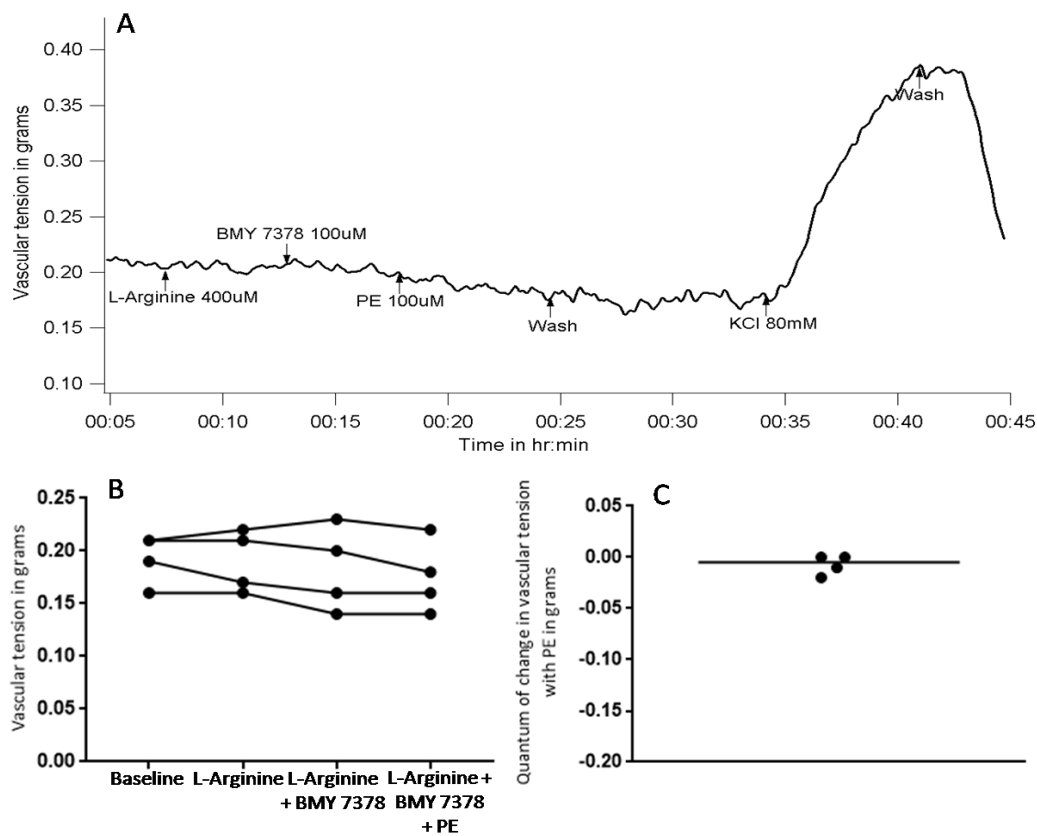 A
Vascular tension in grams
0.40
0.35
0.30
0.25
0.20
0.15
0.10
BMY 7378 100uM
L-Arginine 400uM
PE 100uM
Wash
KCl 80mM
Wash
00:05 00:10 00:15 00:20 00:25 00:30 00:35 00:40 00:45
Time in hr:min
B
Vascular tension in grams
0.25
0.20
0.15
0.10
0.05
0.00
Baseline L-Arginine L-Arginine L-Arginine +
+ BMY 7378 BMY 7378
+ PE
C
Quantum of change in vascular tension
with PE in grams
0.05
0.00
-0.05
-0.10
-0.15
-0.20